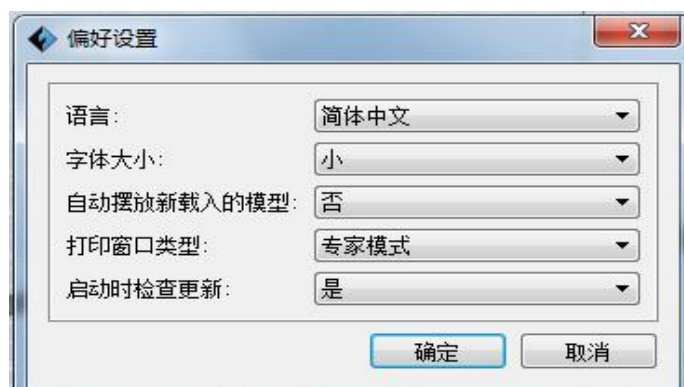 偏好设置
语言: 简体中文
字体大小: 小
自动摆放新载入的模型: 否
打印窗口类型: 专家模式
启动时检查更新: 是
确定 取消